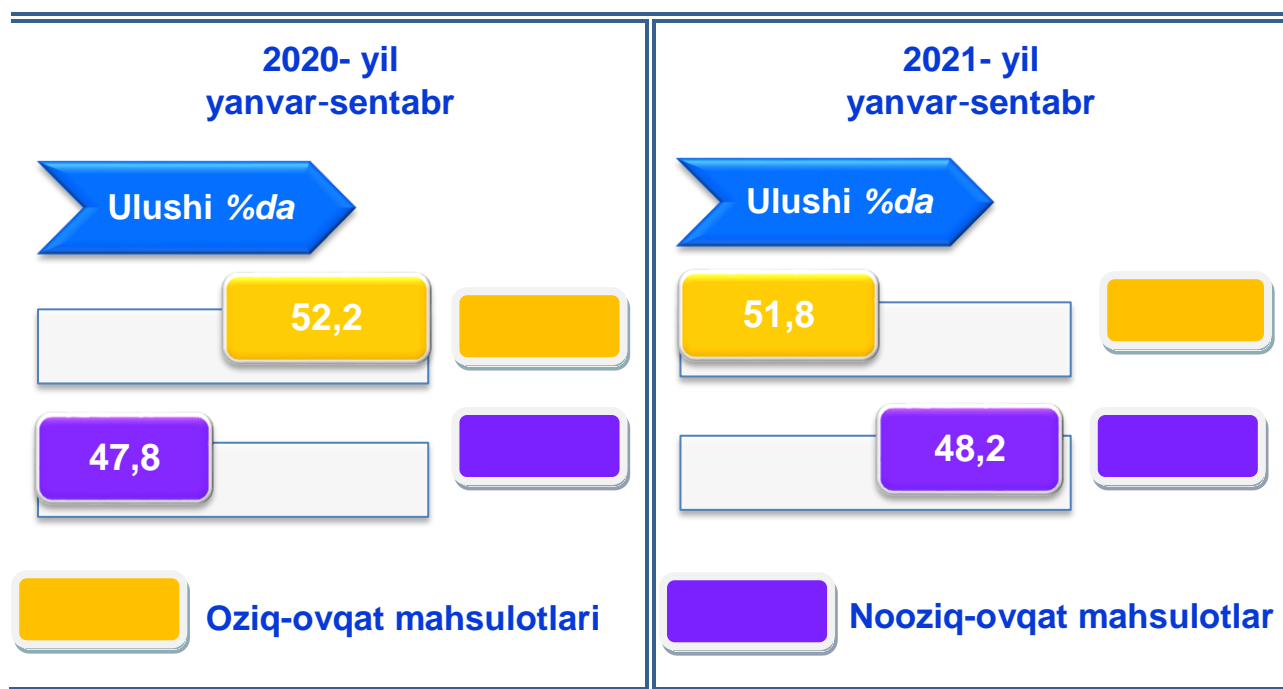 2020- yil
yanvar-sentabr
Ulushi %da
52,2
47,8
Oziq-ovqat mahsulotlari
2021- yil
yanvar-sentabr
Ulushi %da
51,8
48,2
Nooziq-ovqat mahsulotlar